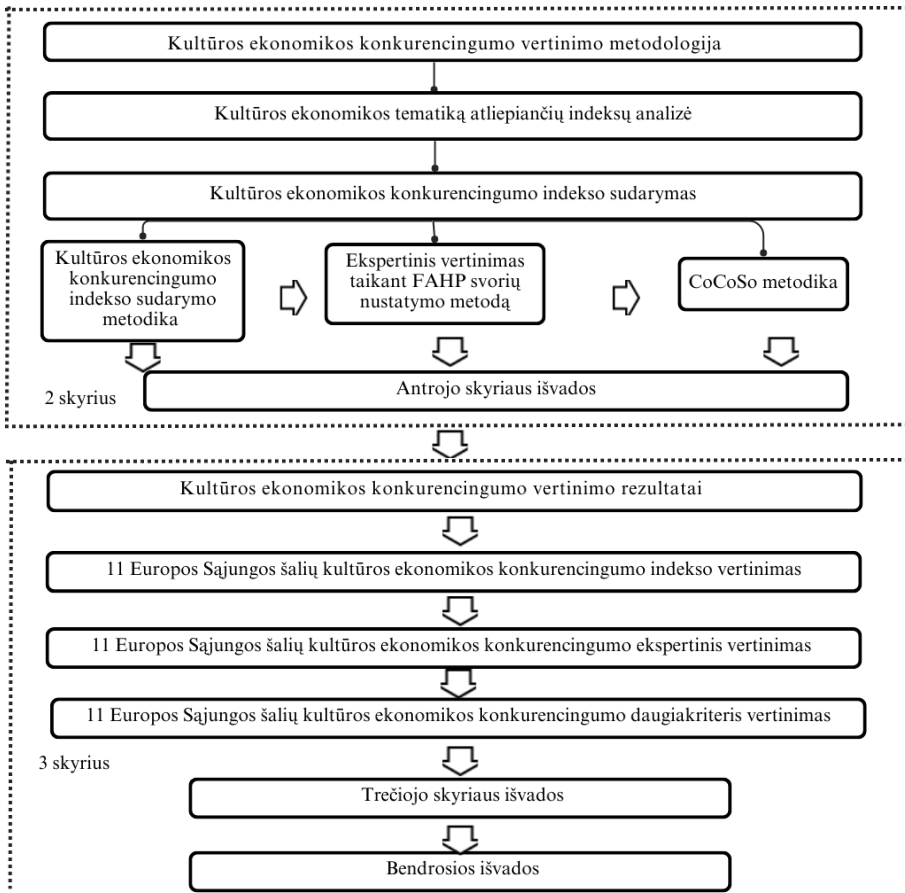 Kultūros ekonomikos konkurencingumo vertinimo metodologija
Kultūros ekonomikos tematiką atliepiančių indeksų analizė
Kultūros ekonomikos konkurencingumo indekso sudarymas
Kultūros ekonomikos
konkurencingumo
indekso sudarymo
metodika
Ekspertinis vertinimas
taikant FAHP svorių
nustatymo metodą
CoCoSo metodika
2 skyrius
Antrojo skyriaus išvados
Kultūros ekonomikos konkurencingumo vertinimo rezultatai
11 Europos Sąjungos šalių kultūros ekonomikos konkurencingumo indekso vertinimas
11 Europos Sąjungos šalių kultūros ekonomikos konkurencingumo ekspertinis vertinimas
11 Europos Sąjungos šalių kultūros ekonomikos konkurencingumo daugiakriteris vertinimas
3 skyrius
Trečiojo skyriaus išvados
Bendrosios išvados